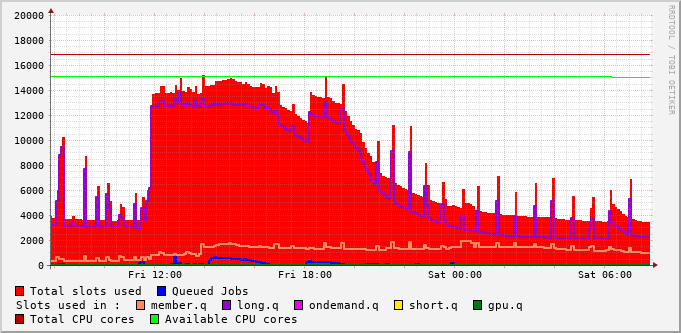 20000
18000
16000
14000
12000
10000
8000
6000
4000
2000
0
Fri 12:00 Fri 18:00 Sat 00:00 Sat 06:00
RRDTOOL / TOBI OETIKER
Total slots used Queued Jobs
Slots used in : member.q long.q ondemand.q short.q gpu.q
Total CPU cores Available CPU cores